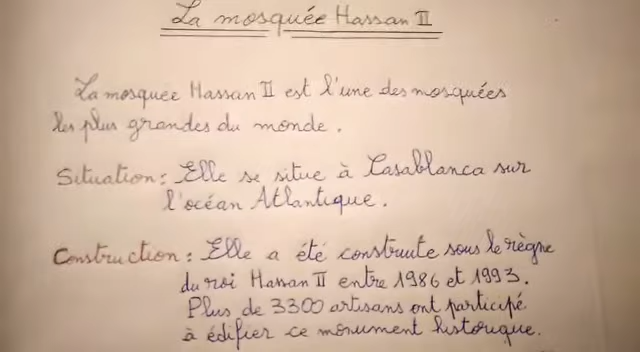 La mosquée Hassan II
La mosquée Hassan II est l'une des mosquées
les plus grandes du monde.
Situation : Elle se situe à Casablanca sur
l'océan Atlantique.
Construction : Elle a été construite sous le règne
du roi Hassan II entre 1986 et 1993.
Plus de 3300 artisans ont participé
à édifier ce monument historique.